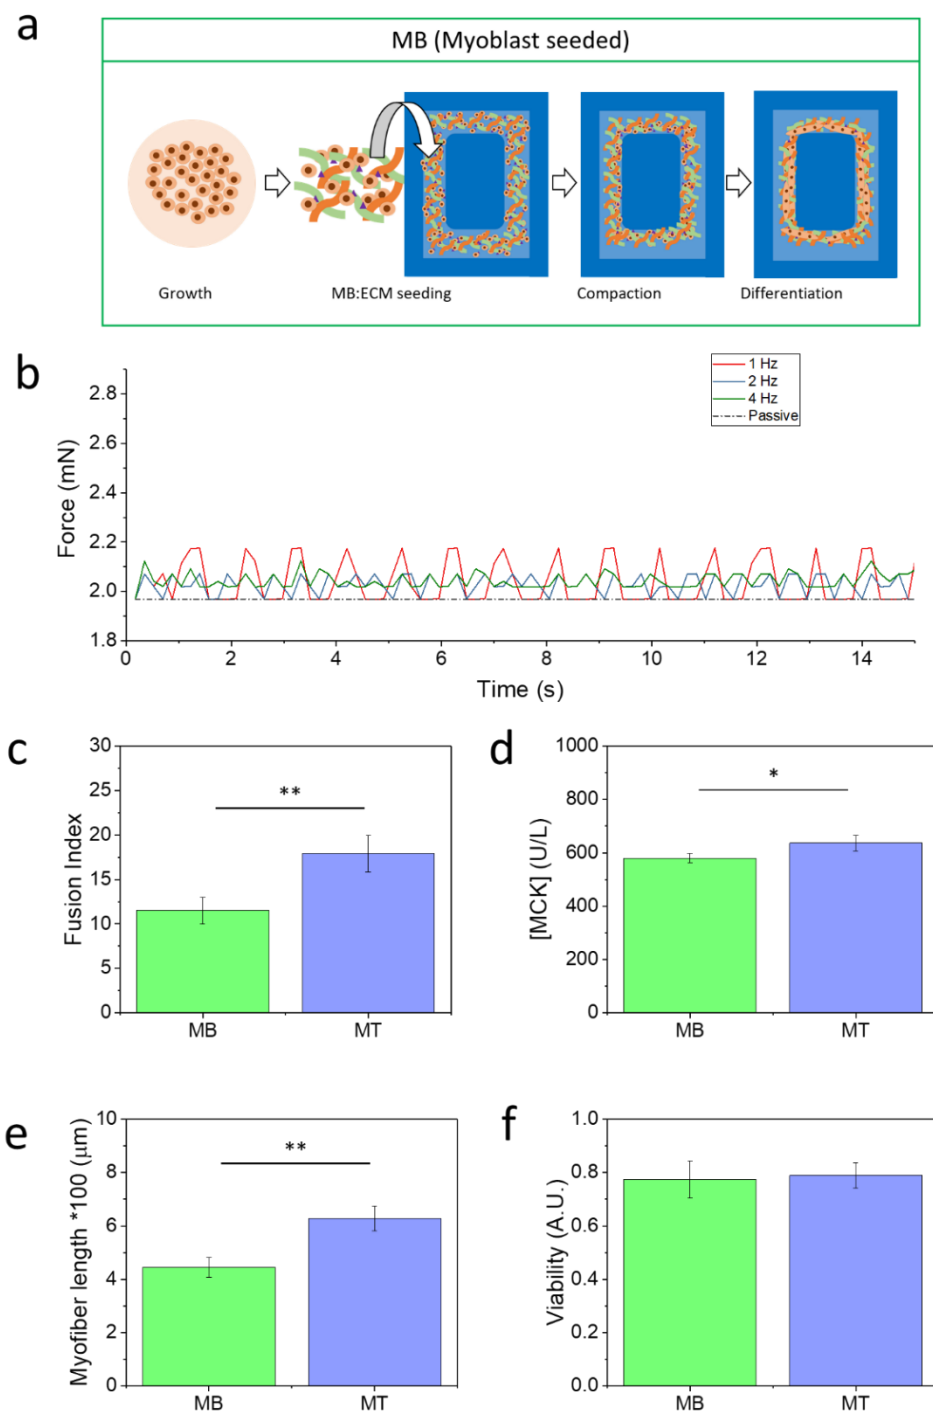 a
MB (Myoblast seeded)
Growth
MB:ECM seeding
Compaction
Differentiation
b
1 Hz
2 Hz
4 Hz
Passive
Force (mN)
2.8
2.6
2.4
2.2
2.0
1.8
0 2 4 6 8 10 12 14
Time (s)
c
Fusion Index
30
25
20
15
10
5
0
**
MB MT
d
[MCK] (U/L)
1000
800
600
400
200
0
*
MB MT
e
Myofiber length *100 (μm)
10
8
6
4
2
0
**
MB MT
f
Viability (A.U.)
1.0
0.8
0.6
0.4
0.2
0.0
MB MT